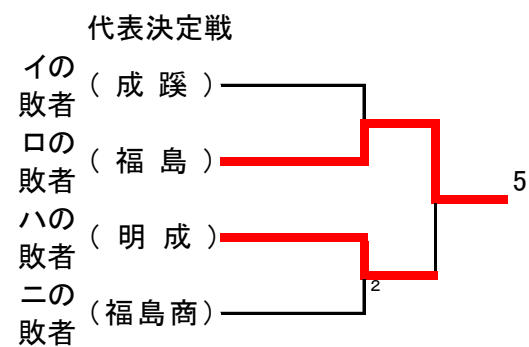 代表決定戦
イの
敗者
( 成 蹊 )
ロの
敗者
( 福 島 )
5
ハの
敗者
( 明 成 )
2
ニの
敗者
(福島商)